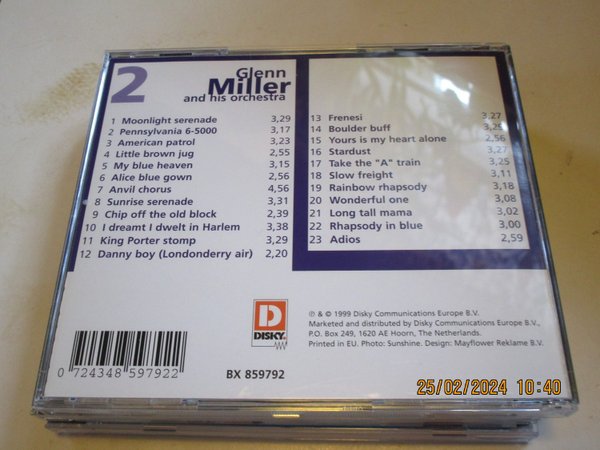 2
Glenn
Miller
and his orchestra
1 Moonlight serenade 3,29
2 Pennsylvania 6-5000 3,17
3 American patrol 3,23
4 Little brown jug 2,55
5 My blue heaven 3,15
6 Alice blue gown 2,56
7 Anvil chorus 4,56
8 Sunrise serenade 3,31
9 Chip off the old block 2,39
10 I dreamt I dwelt in Harlem 3,38
11 King Porter stomp 3,29
12 Danny boy (Londonderry air) 2,20
13 Frenesi 3,27
14 Boulder buff 3,25
15 Yours is my heart alone 2,56
16 Stardust 3,27
17 Take the "A" train 3,25
18 Slow freight 3,11
19 Rainbow rhapsody 3,18
20 Wonderful one 3,08
21 Long tall mama 3,02
22 Rhapsody in blue 3,00
23 Adios 2,59
D
DISKY
℗ & © 1999 Disky Communications Europe B.V.
Marketed and distributed by Disky Communications Europe B.V.,
P.O. Box 249, 1620 AE Hoorn, The Netherlands.
Printed in EU. Photo: Sunshine. Design: Mayflower Reklame B.V.
0 724348 597922
BX 859792
25/02/2024 10:40